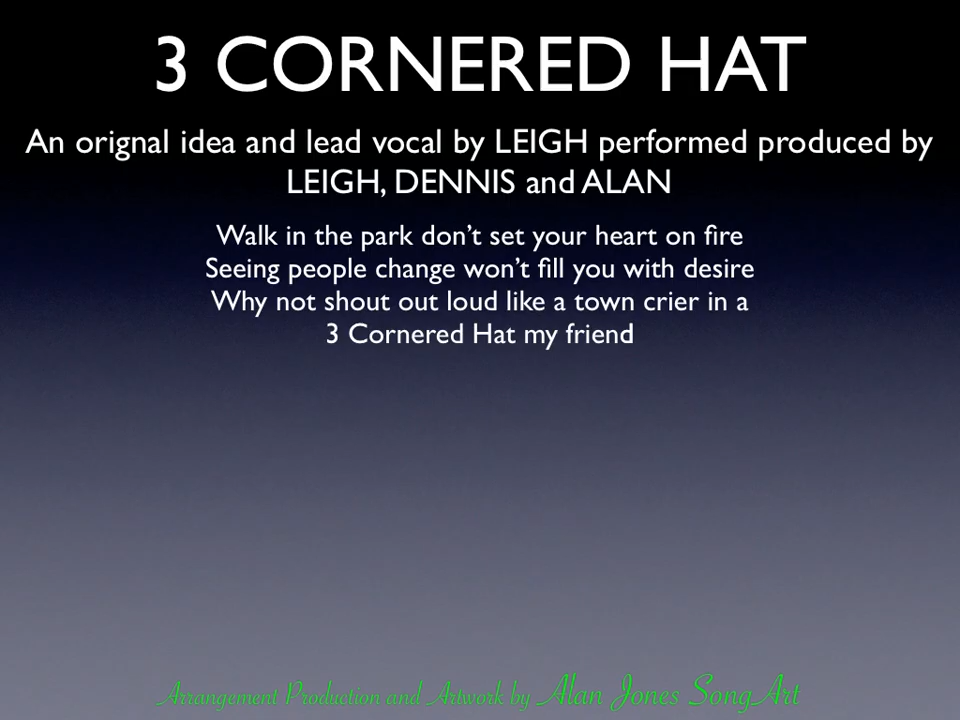 3 CORNERED HAT
An orignal idea and lead vocal by LEIGH performed produced by
LEIGH, DENNIS and ALAN
Walk in the park don’t set your heart on fire
Seeing people change won’t fill you with desire
Why not shout out loud like a town crier in a
3 Cornered Hat my friend
Arrangement Production and Artwork by Alan Jones SongArt